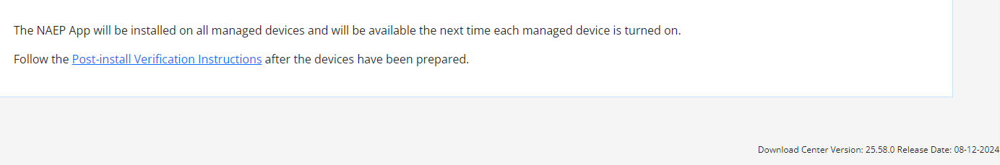 The NAEP App will be installed on all managed devices and will be available the next time each managed device is turned on.
Follow the Post-install Verification Instructions after the devices have been prepared.
Download Center Version: 25.58.0 Release Date: 08-12-2024